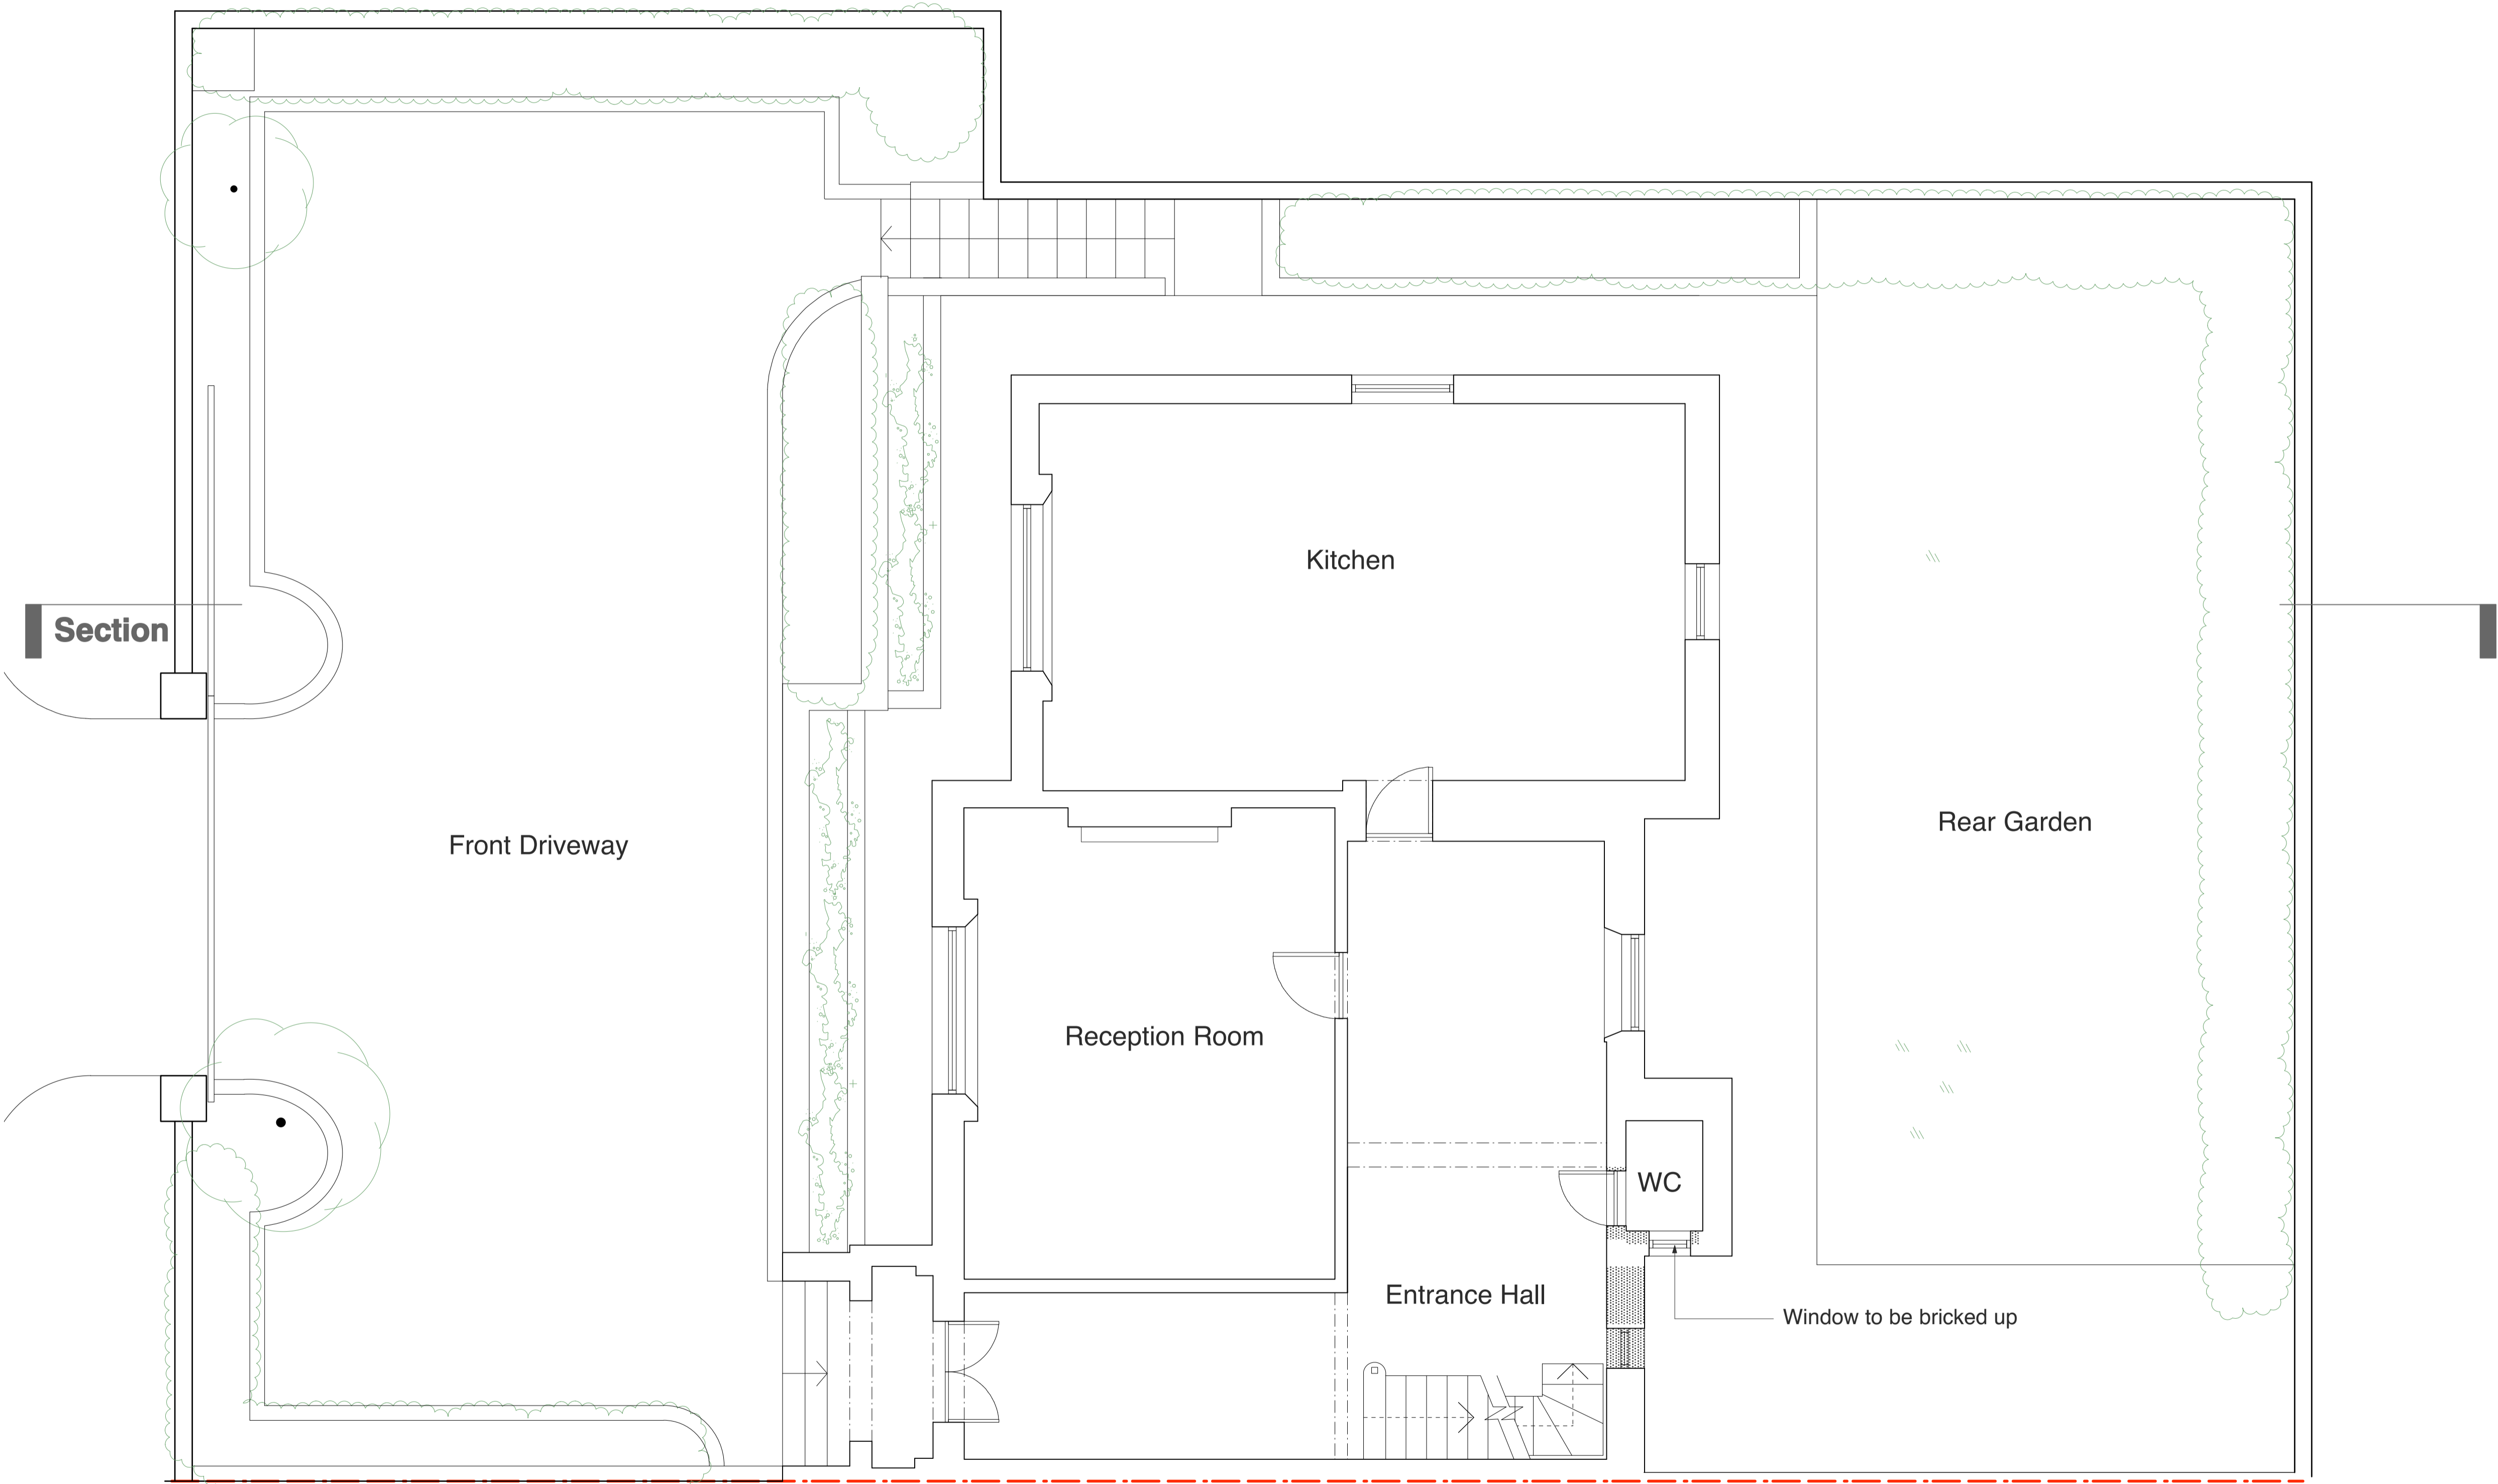 Kitchen
Section
Rear Garden
Front Driveway
Reception Room
WC
Entrance Hall
Window to be bricked up